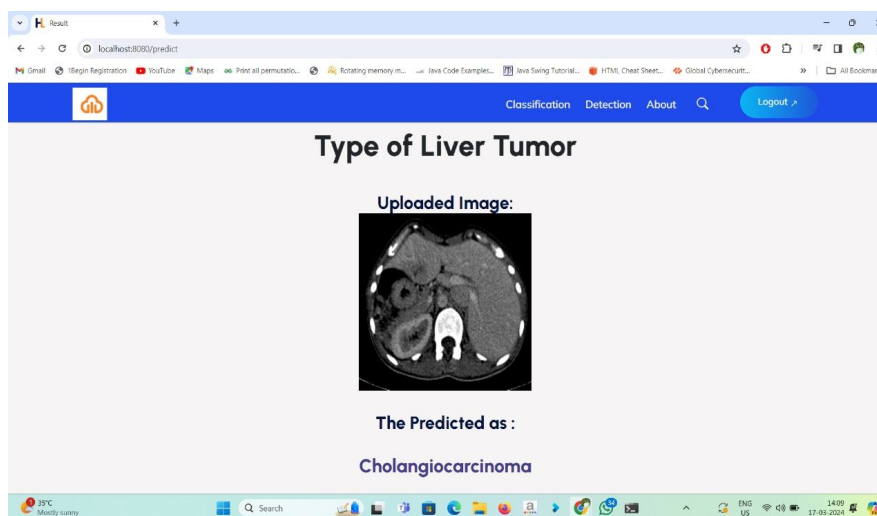 Result
localhost:8080/predict
Gmail 1Begin Registration YouTube Maps Print all permutatio... Rotating memory m... Java Code Examples... Java Swing Tutorial... HTML Cheat Sheet... Global Cybersecurit... » All Bookmar
Classification Detection About Logout
Type of Liver Tumor
Uploaded Image:
The Predicted as :
Cholangiocarcinoma
35°C
Mostly sunny
Search
ENG
US
14:09
17-03-2024